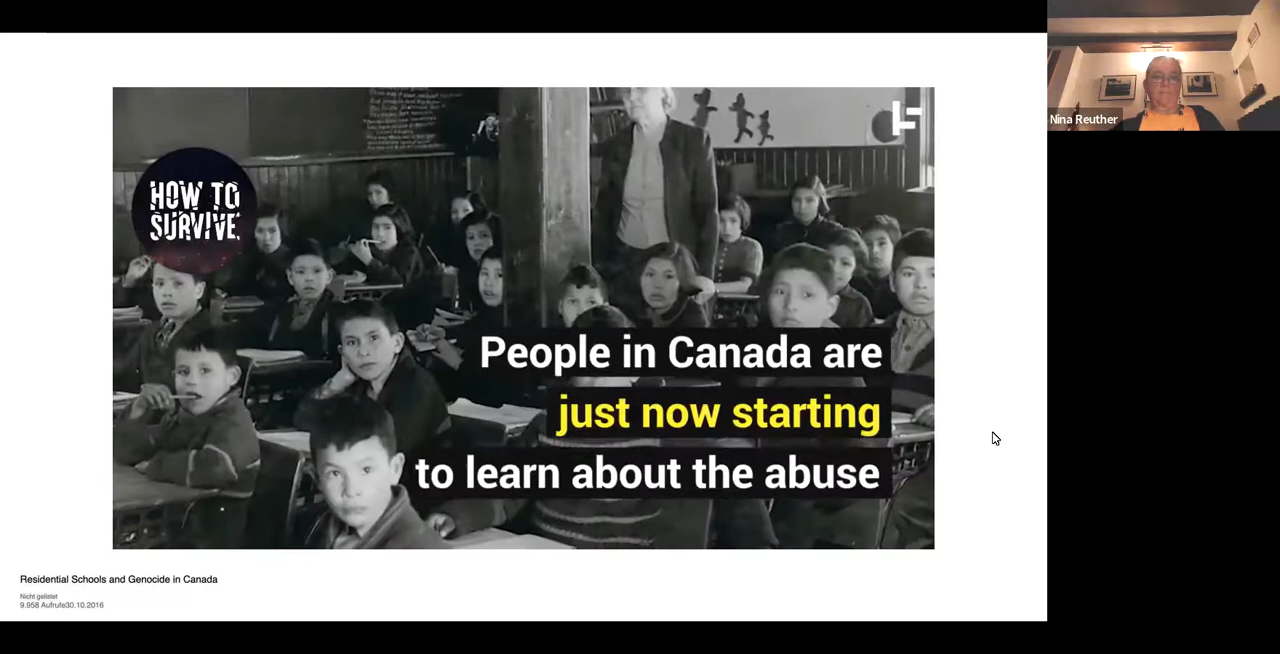 HOW TO
SURVIVE.
People in Canada are
just now starting
to learn about the abuse
Residential Schools and Genocide in Canada
Nicht gelistet
9.958 Aufrufe30.10.2016
Nina Reuther